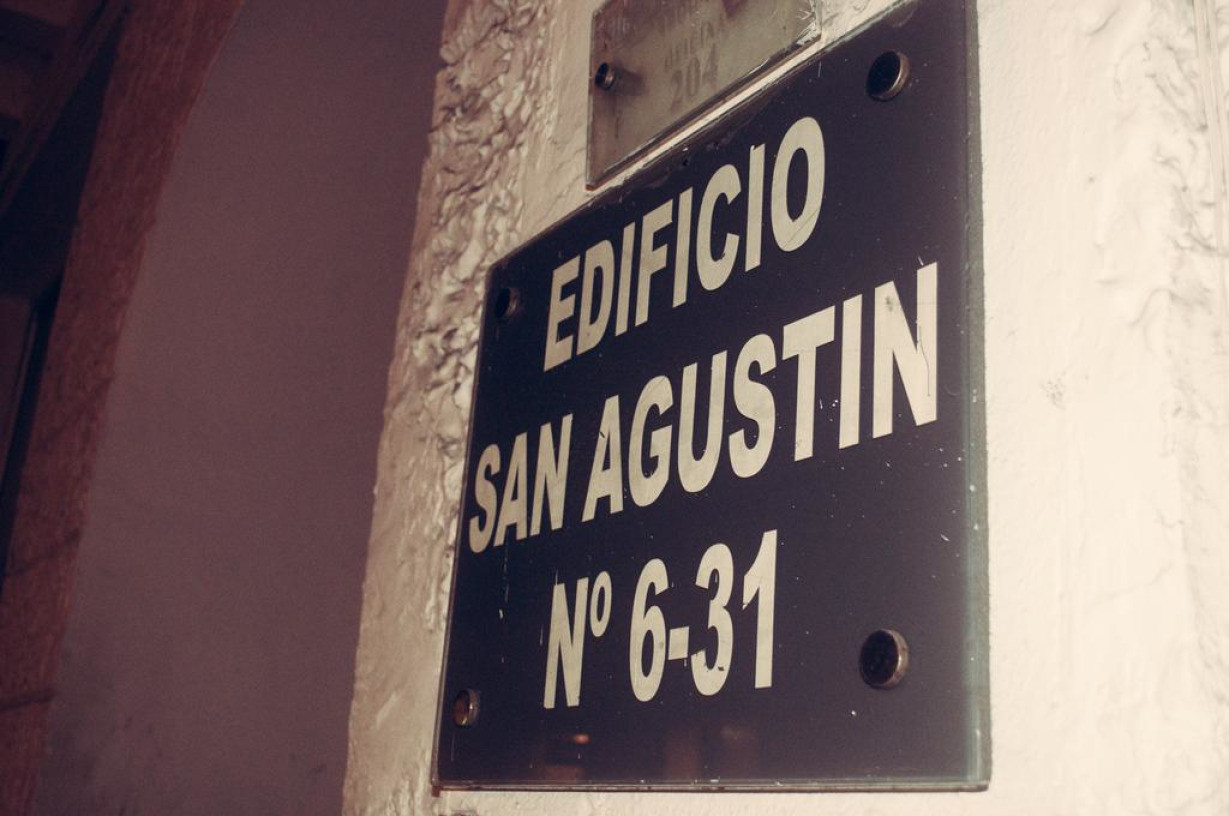 204
EDIFICIO
SAN AGUSTIN
Nº 6-31